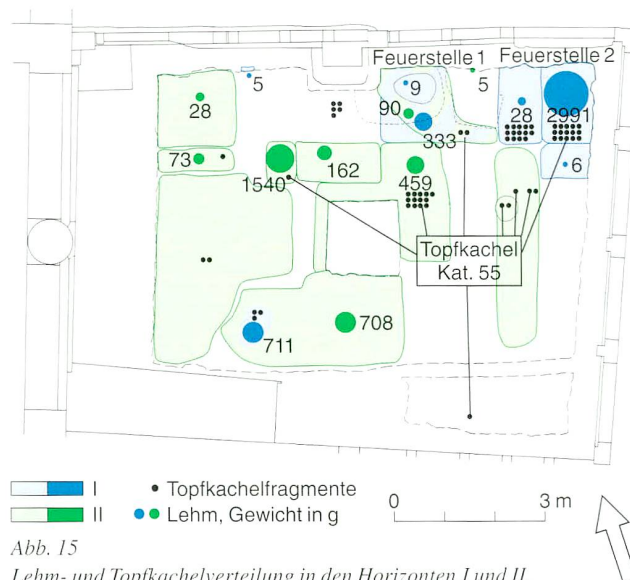 Feuerstelle 1 Feuerstelle 2
5
9
5
28
90
28
2991
333
73
1540
162
459
6
Topfkachel
Kat. 55
711
708
I
Topfkachelfragmente
II
Lehm, Gewicht in g
0
3 m
Abb. 15
Lehm- und Topfkachelverteilung in den Horizonten I und II